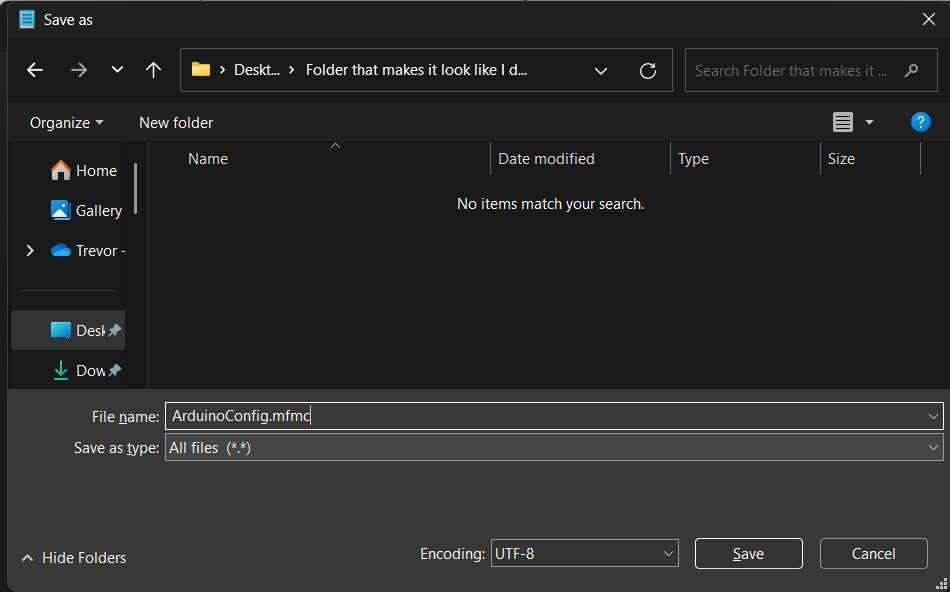 Save as
Deskt... > Folder that makes it look like I d...
Search Folder that makes it ...
Organize
New folder
?
Name
Date modified
Type
Size
No items match your search.
Home
Gallery
Trevor -
Desk
Dow
File name: ArduinoConfig.mfmc
Save as type: All files (*.*)
Hide Folders
Encoding: UTF-8
Save
Cancel